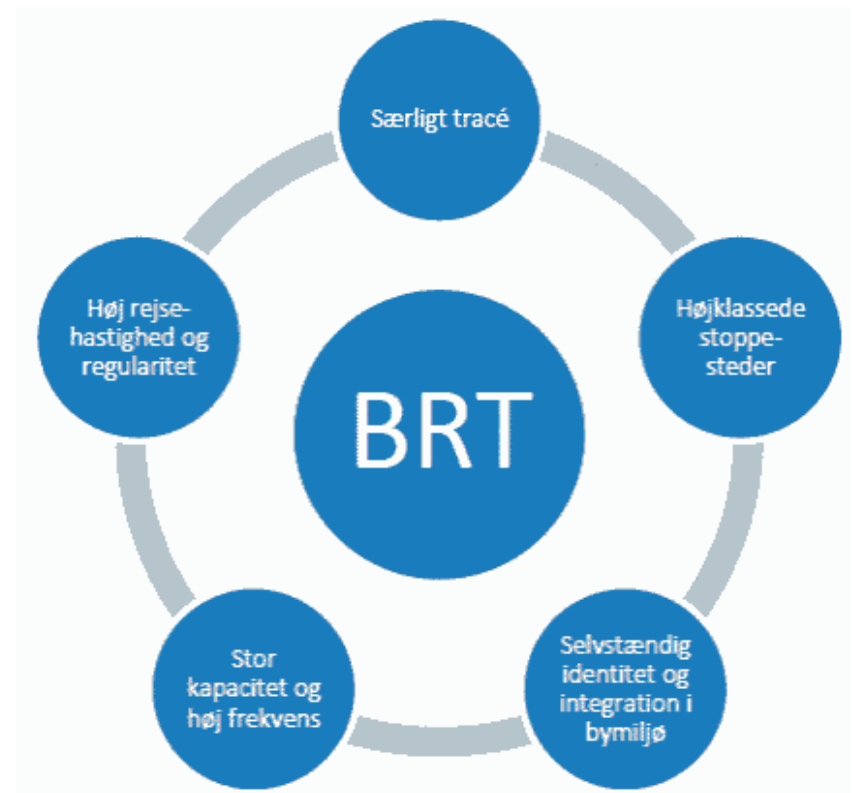 Særligt tracé
Højklassede
stoppe-
steder
Selvstændig
identitet og
integration i
bymiljø
Stor
kapacitet og
høj frekvens
Høj rejse-
hastighed og
regularitet
BRT